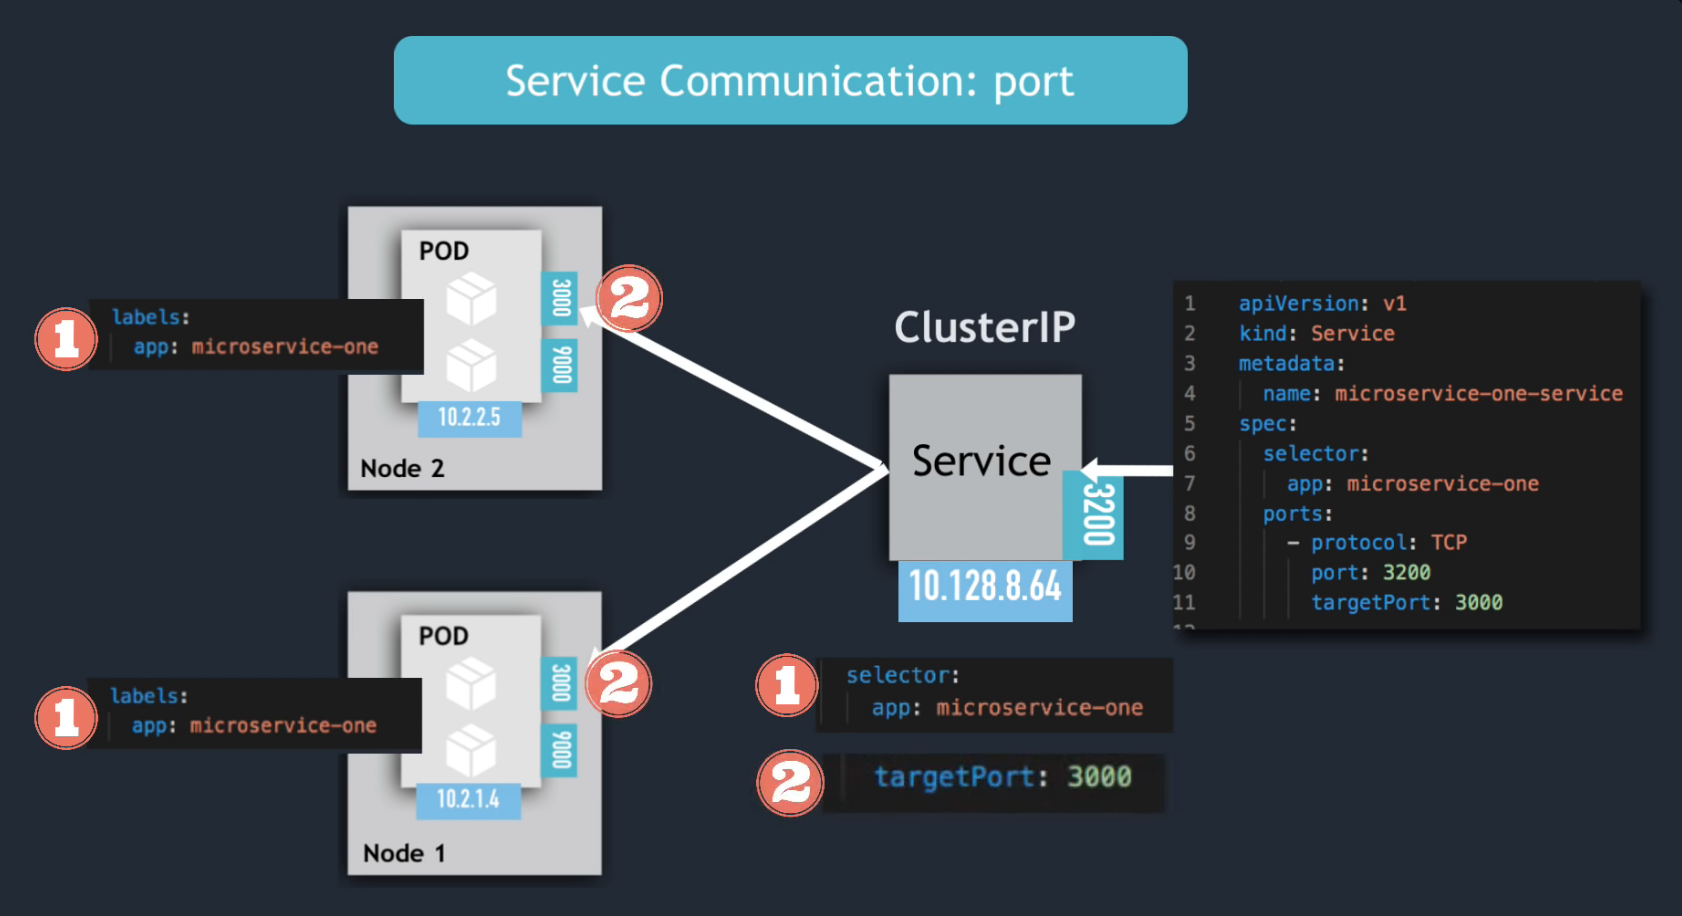 Service Communication: port
POD
3000
9000
10.2.2.5
Node 2
1
labels:
app: microservice-one
2
POD
3000
9000
10.2.1.4
Node 1
1
labels:
app: microservice-one
2
ClusterIP
Service
3200
10.128.8.64
1
selector:
app: microservice-one
2
targetPort: 3000
1 apiVersion: v1
2 kind: Service
3 metadata:
4 name: microservice-one-service
5 spec:
6 selector:
7 app: microservice-one
8 ports:
9 - protocol: TCP
10 port: 3200
11 targetPort: 3000